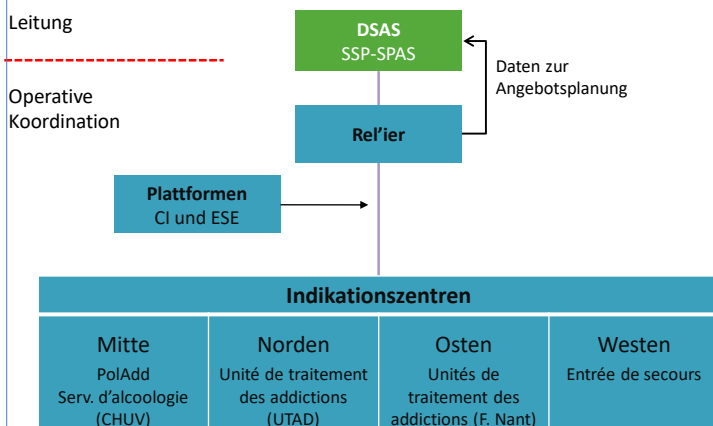 Leitung
DSAS
SSP-SPAS
Daten zur
Angebotsplanung
Operative
Koordination
Rel'ier
Plattformen
CI und ESE
Indikationszentren
Mitte
PolAdd
Serv. d'alcoologie
(CHUV)
Norden
Unité de traitement
des addictions
(UTAD)
Osten
Unités de
traitement des
addictions (F. Nant)
Westen
Entrée de secours